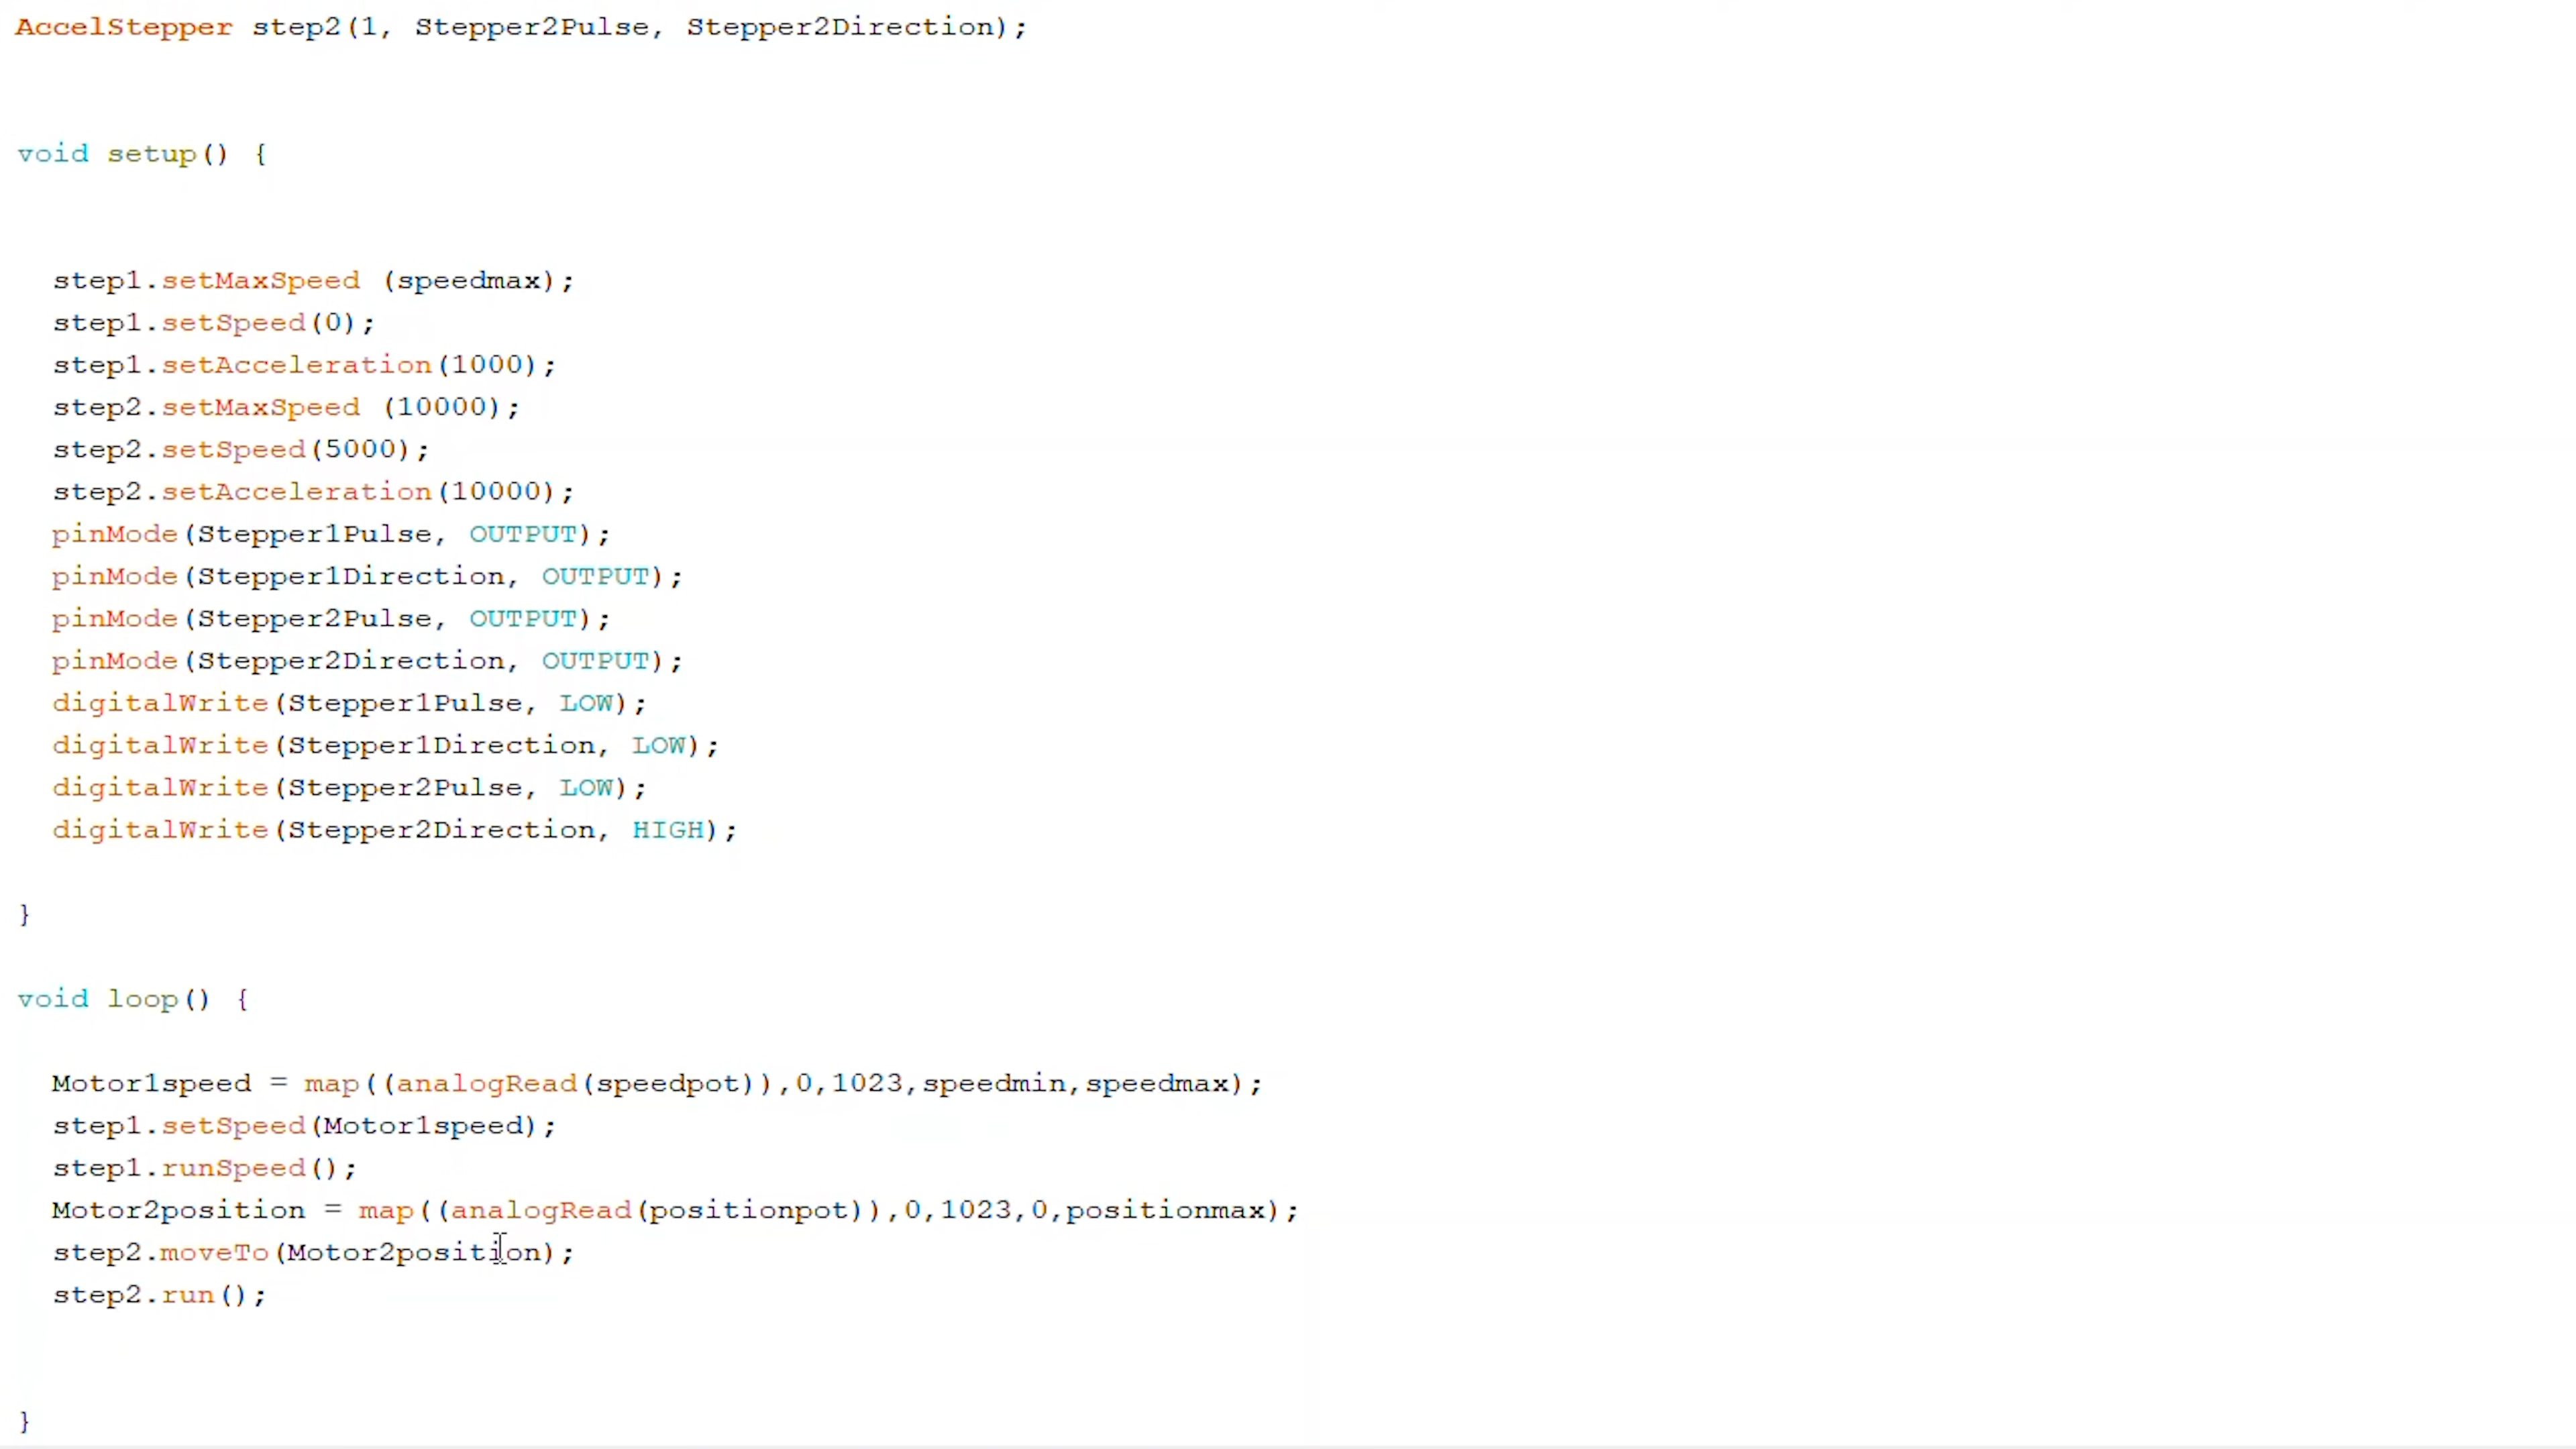 AccelStepper step2(1, Stepper2Pulse, Stepper2Direction);
void setup() {
step1.setMaxSpeed (speedmax);
step1.setSpeed(0);
step1.setAcceleration(1000);
step2.setMaxSpeed (10000);
step2.setSpeed(5000);
step2.setAcceleration(10000);
pinMode(Stepper1Pulse, OUTPUT);
pinMode(Stepper1Direction, OUTPUT);
pinMode(Stepper2Pulse, OUTPUT);
pinMode(Stepper2Direction, OUTPUT);
digitalWrite(Stepper1Pulse, LOW);
digitalWrite(Stepper1Direction, LOW);
digitalWrite(Stepper2Pulse, LOW);
digitalWrite(Stepper2Direction, HIGH);
}
void loop() {
Motor1speed = map((analogRead(speedpot)),0,1023,speedmin,speedmax);
step1.setSpeed(Motor1speed);
step1.runSpeed();
Motor2position = map((analogRead(positionpot)),0,1023,0,positionmax);
step2.moveTo(Motor2position);
step2.run();
}